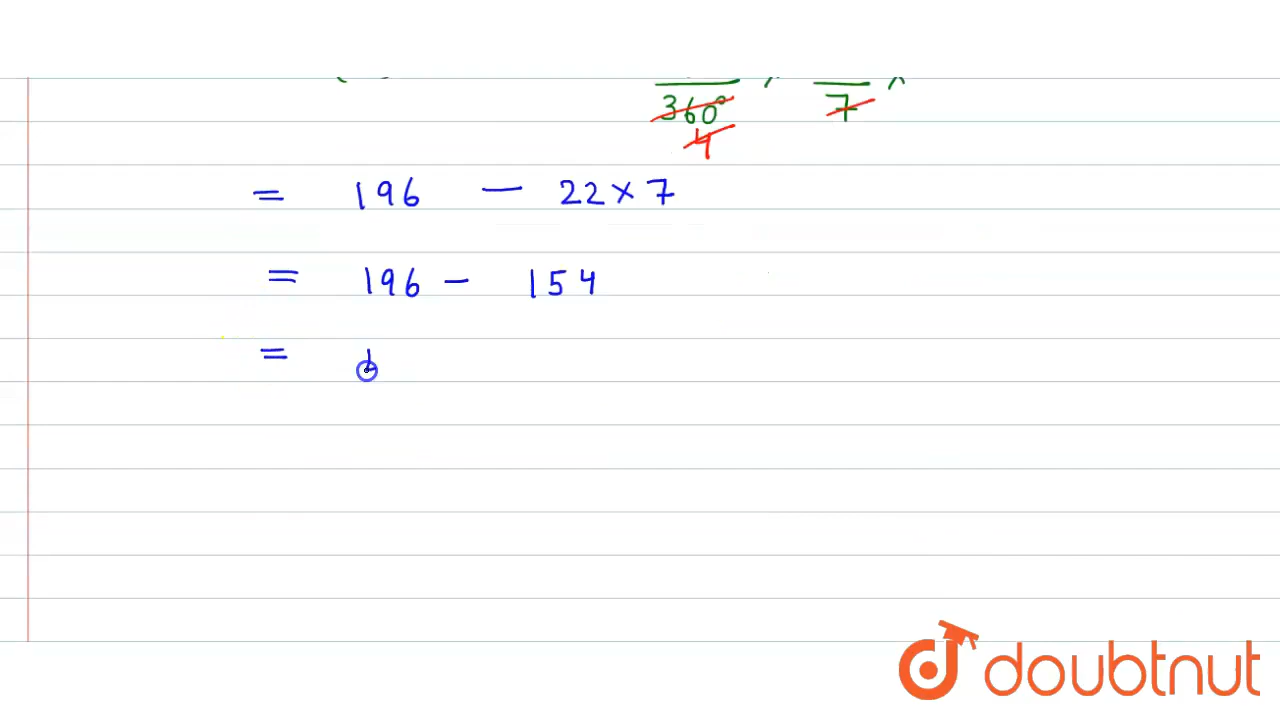 360° 7
4
= 196 - 22 × 7
= 196 - 154
=
doubtnut